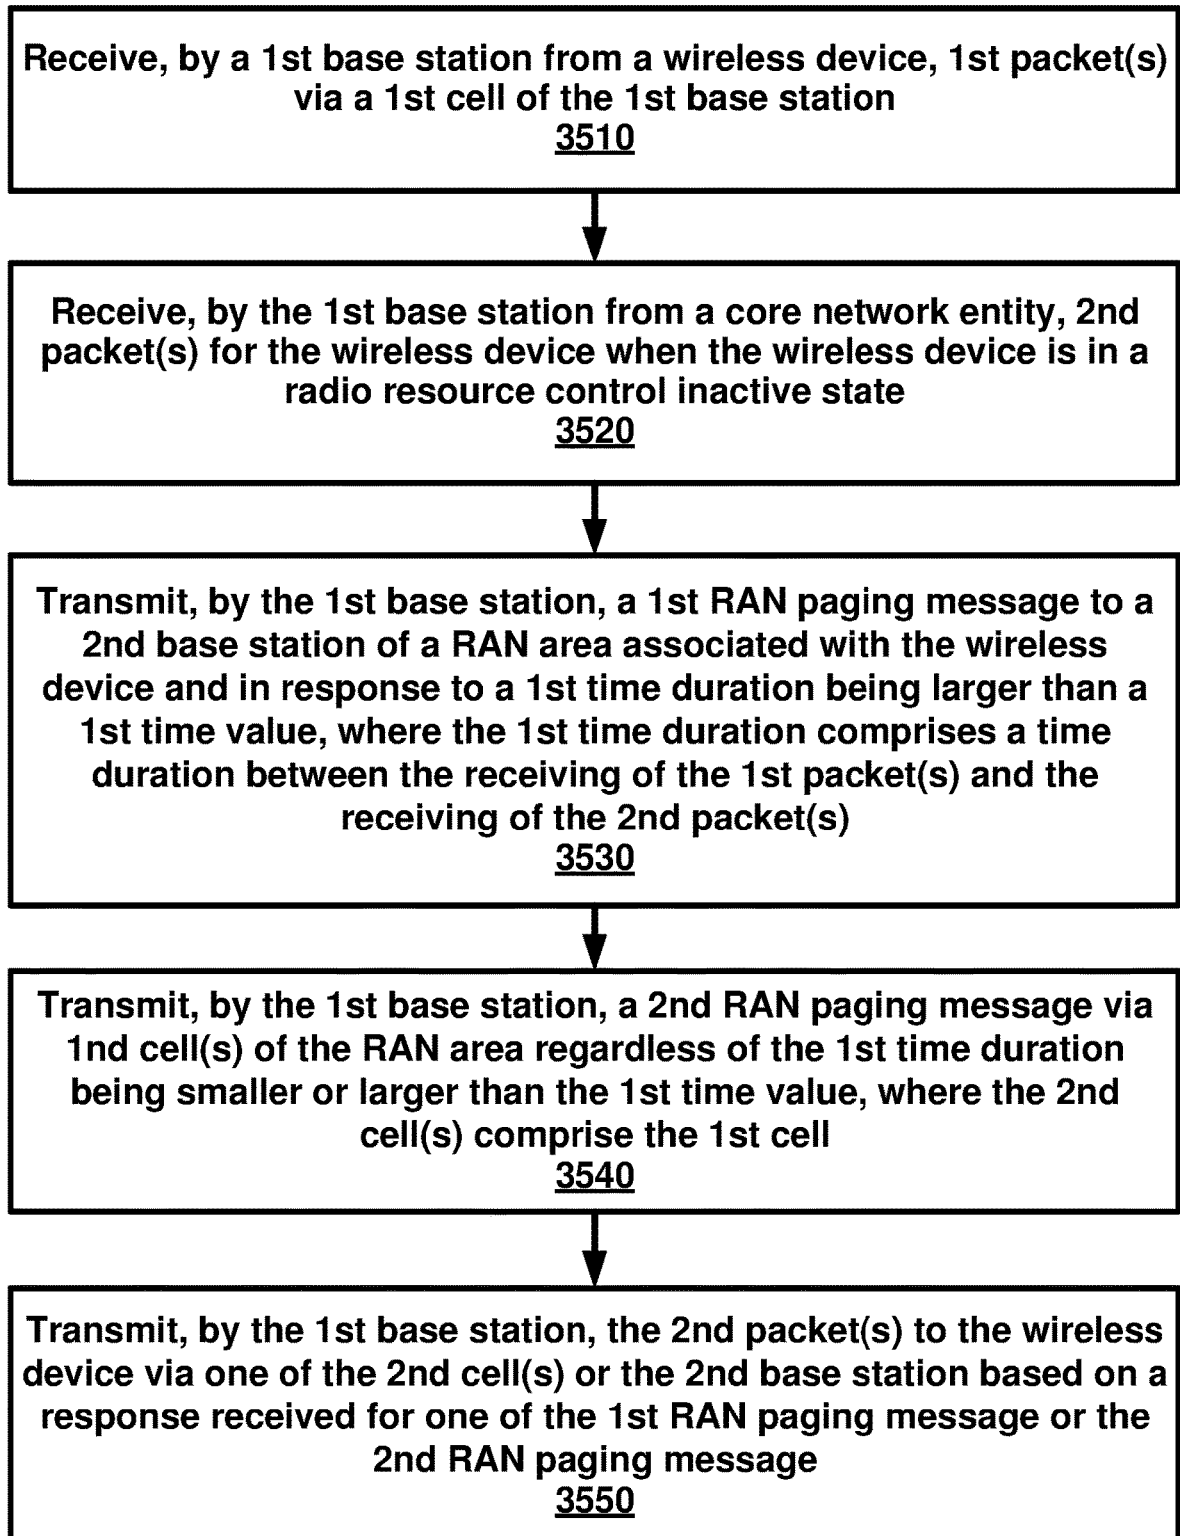 Receive, by a 1st base station from a wireless device, 1st packet(s)
via a 1st cell of the 1st base station
3510
Receive, by the 1st base station from a core network entity, 2nd
packet(s) for the wireless device when the wireless device is in a
radio resource control inactive state
3520
Transmit, by the 1st base station, a 1st RAN paging message to a
2nd base station of a RAN area associated with the wireless
device and in response to a 1st time duration being larger than a
1st time value, where the 1st time duration comprises a time
duration between the receiving of the 1st packet(s) and the
receiving of the 2nd packet(s)
3530
Transmit, by the 1st base station, a 2nd RAN paging message via
1nd cell(s) of the RAN area regardless of the 1st time duration
being smaller or larger than the 1st time value, where the 2nd
cell(s) comprise the 1st cell
3540
Transmit, by the 1st base station, the 2nd packet(s) to the wireless
device via one of the 2nd cell(s) or the 2nd base station based on a
response received for one of the 1st RAN paging message or the
2nd RAN paging message
3550